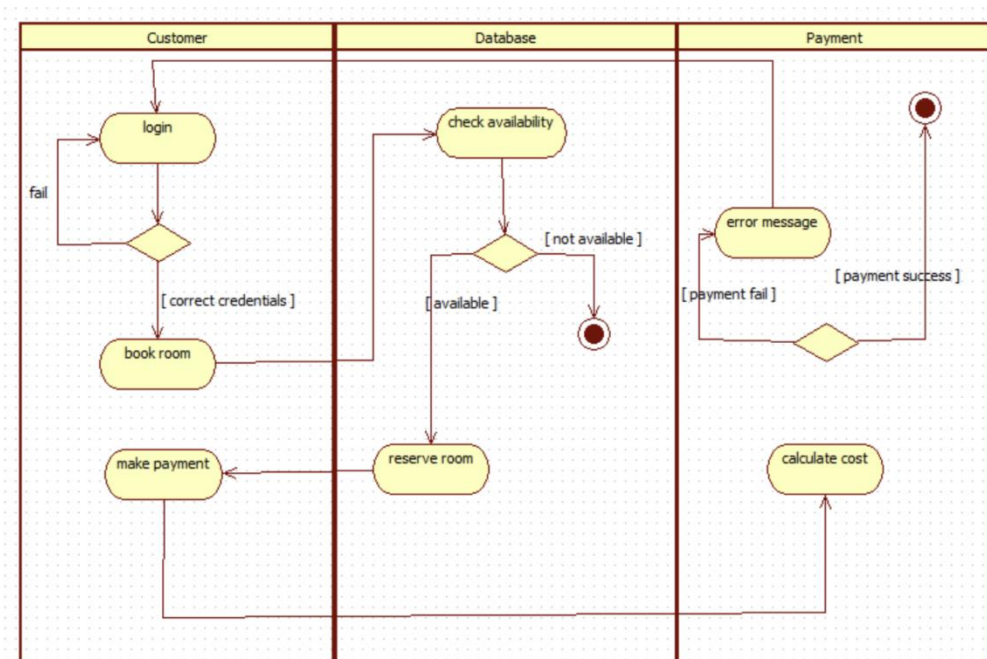 Customer
Database
Payment
login
check availability
fail
error message
[ not available ]
[ payment success ]
[ payment fail ]
[ correct credentials ]
[ available ]
book room
make payment
reserve room
calculate cost